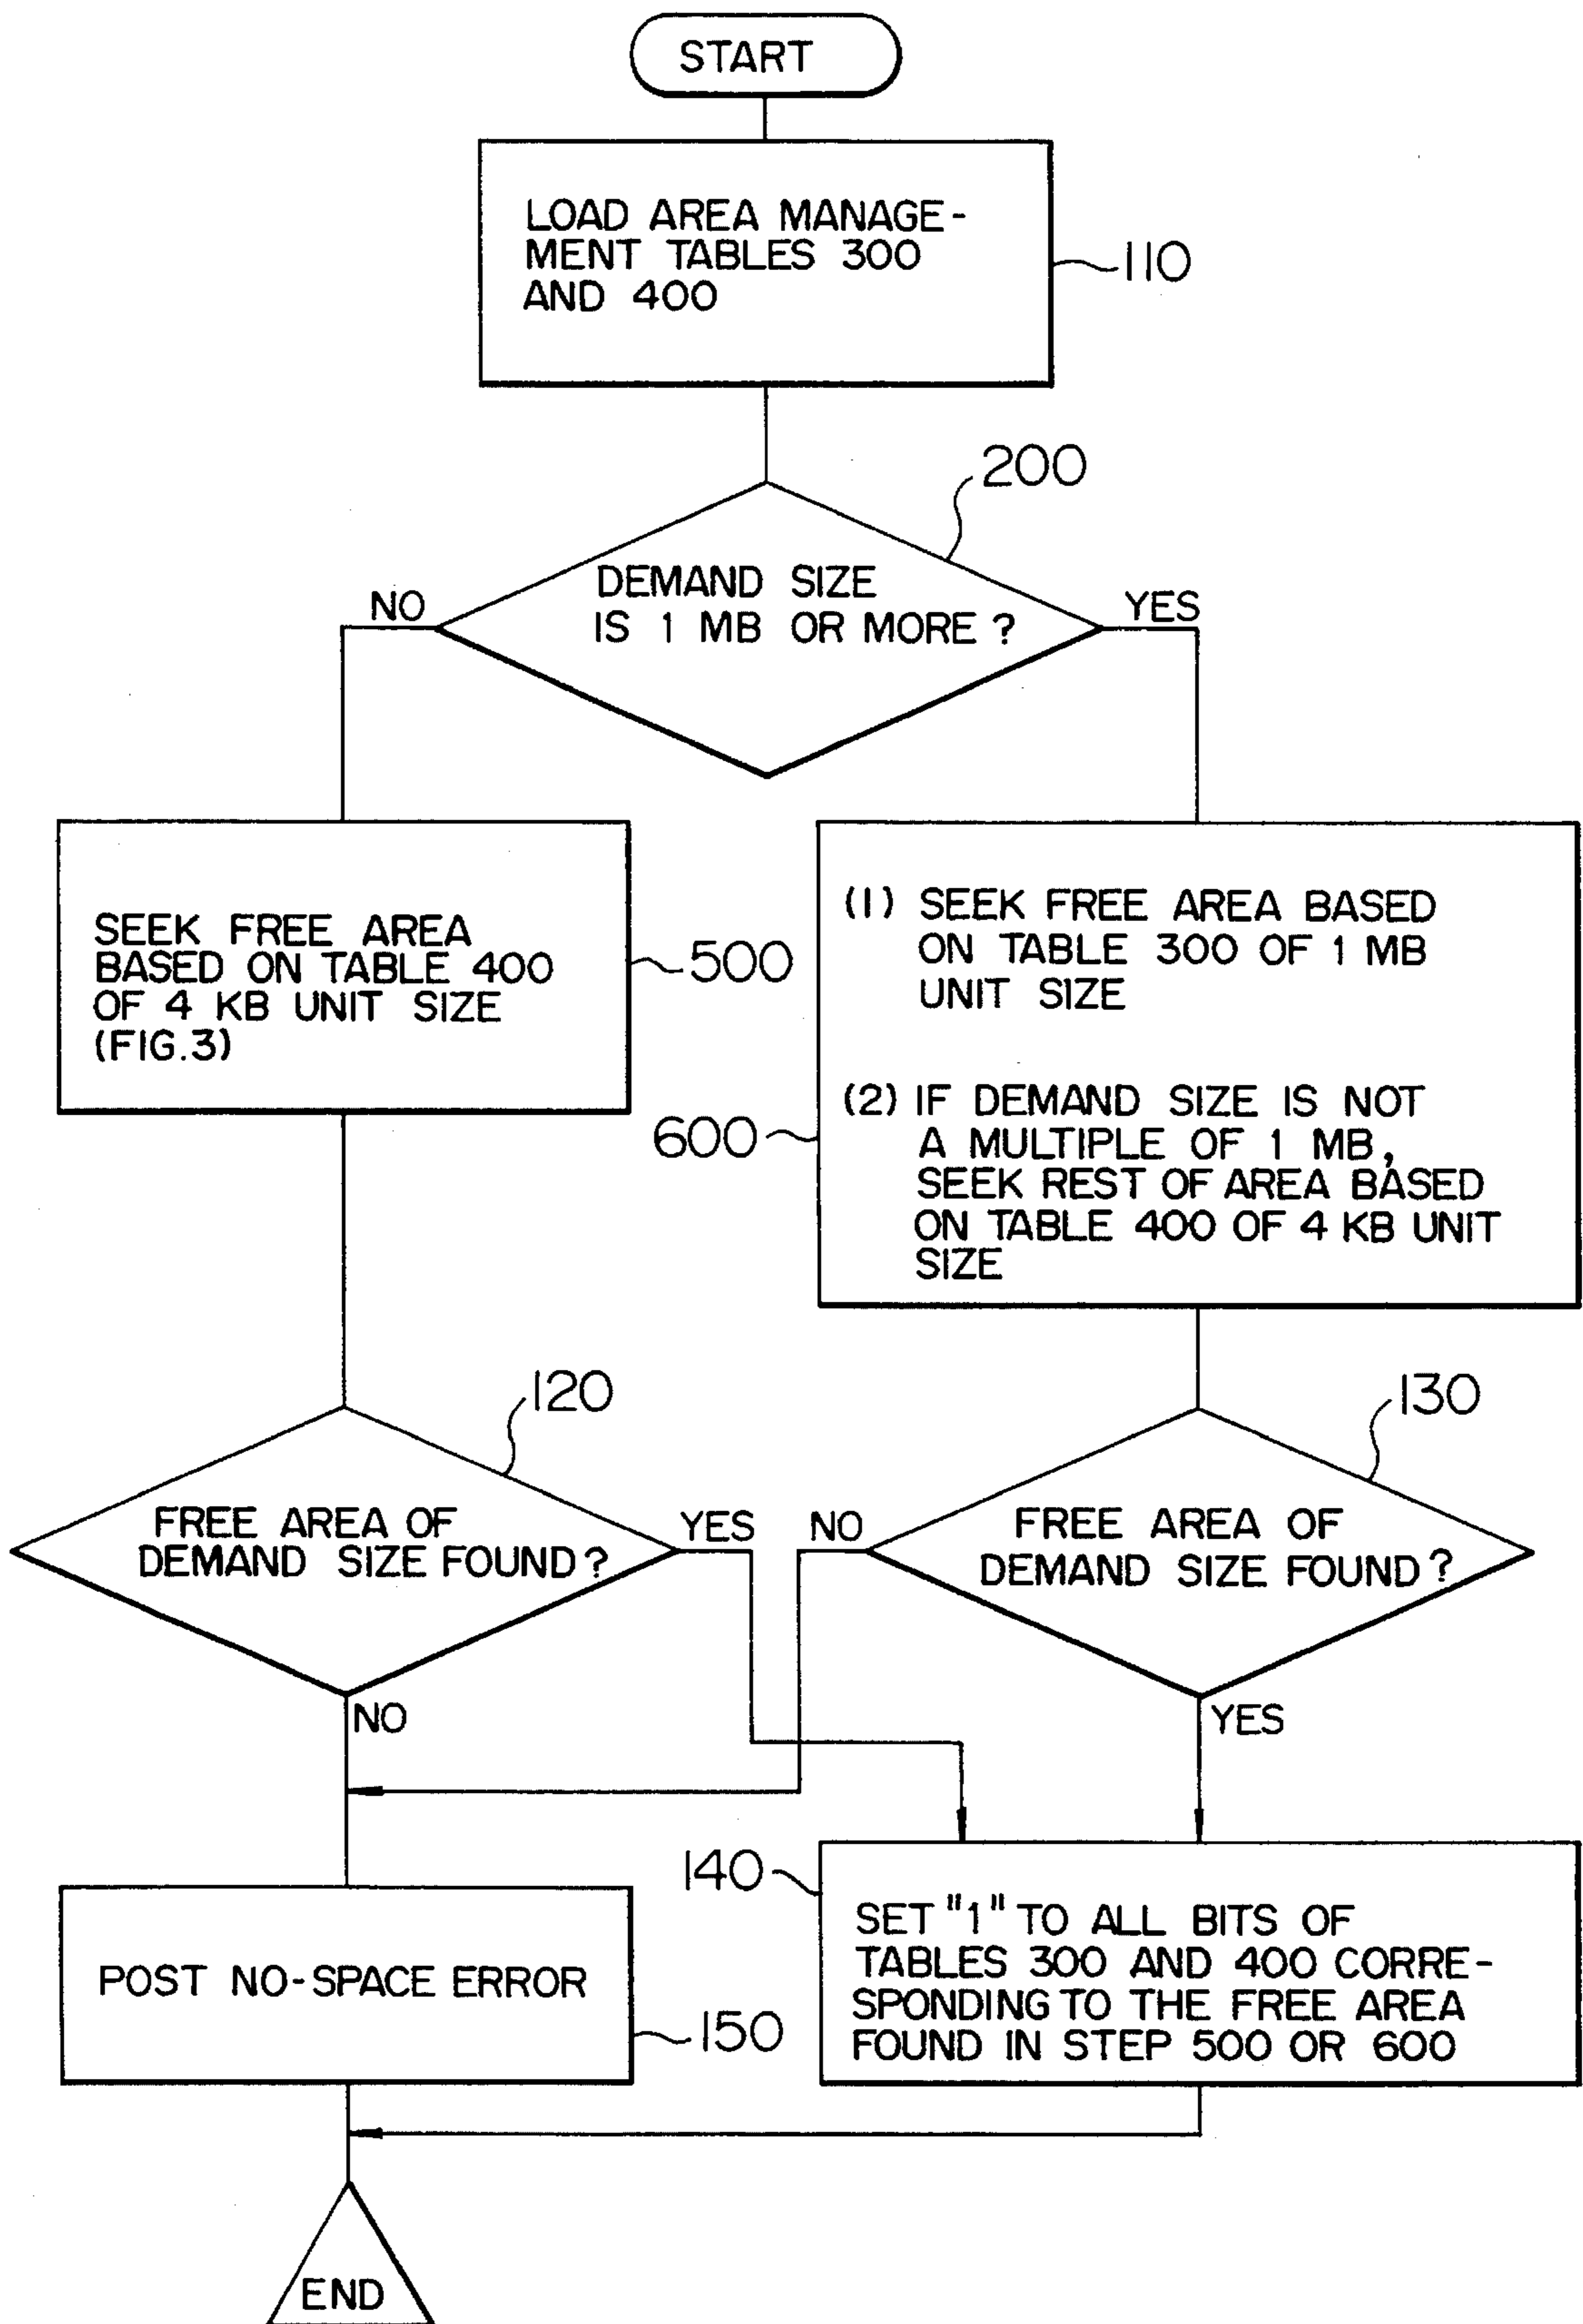 START
LOAD AREA MANAGE-
MENT TABLES 300
AND 400
110
200
DEMAND SIZE
IS 1 MB OR MORE?
NO
YES
SEEK FREE AREA
BASED ON TABLE 400
OF 4 KB UNIT SIZE
(FIG.3)
500
(1) SEEK FREE AREA BASED
ON TABLE 300 OF 1 MB
UNIT SIZE
(2) IF DEMAND SIZE IS NOT
A MULTIPLE OF 1 MB,
SEEK REST OF AREA BASED
ON TABLE 400 OF 4 KB UNIT
SIZE
600
120
FREE AREA OF
DEMAND SIZE FOUND?
YES
NO
130
NO
FREE AREA OF
DEMAND SIZE FOUND?
YES
140
SET "1" TO ALL BITS OF
TABLES 300 AND 400 CORRE-
SPONDING TO THE FREE AREA
FOUND IN STEP 500 OR 600
POST NO-SPACE ERROR
150
END